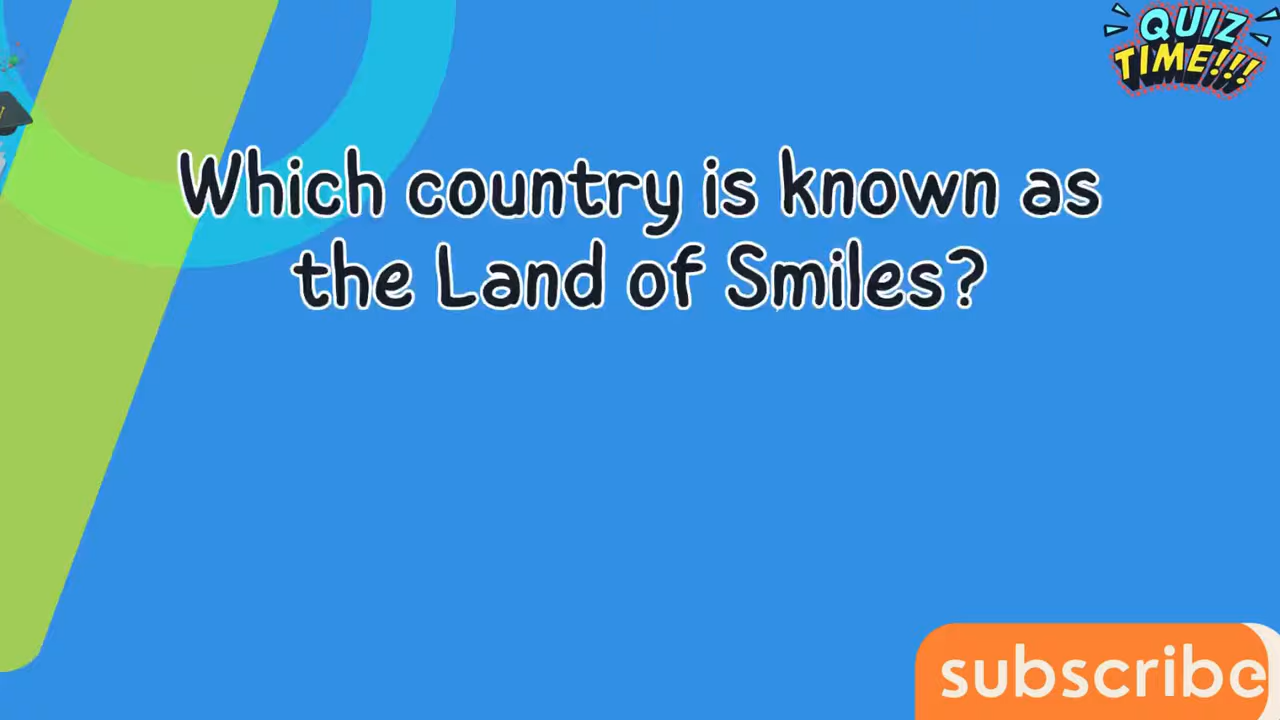 QUIZ
TIME!!!
Which country is known as
the Land of Smiles?
subscribe